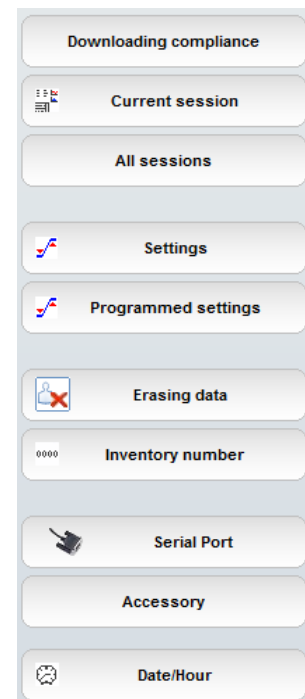 Downloading compliance
Current session
All sessions
Settings
Programmed settings
Erasing data
0000 Inventory number
Serial Port
Accessory
Date/Hour